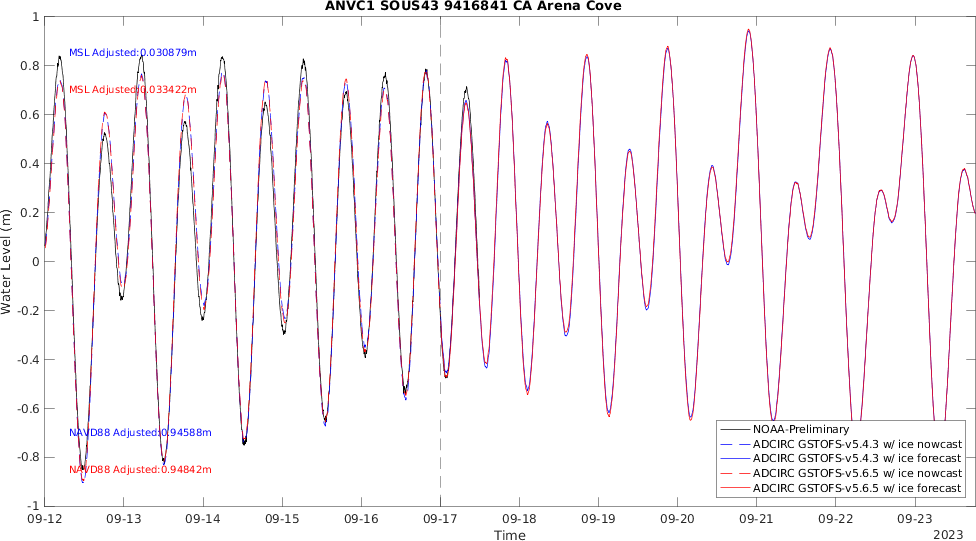 ANVC1 SOUS43 9416841 CA Arena Cove
Water Level (m)
1
0.8
0.6
0.4
0.2
0
-0.2
-0.4
-0.6
-0.8
-1
MSL Adjusted:0.030879m
MSL Adjusted:0.033422m
NAVD88 Adjusted:0.94588m
NAVD88 Adjusted:0.94842m
NOAA-Preliminary
ADCIRC GSTOFS-v5.4.3 w/ ice nowcast
ADCIRC GSTOFS-v5.4.3 w/ ice forecast
ADCIRC GSTOFS-v5.6.5 w/ ice nowcast
ADCIRC GSTOFS-v5.6.5 w/ ice forecast
09-12 09-13 09-14 09-15 09-16 09-17 09-18 09-19 09-20 09-21 09-22 09-23
Time
2023